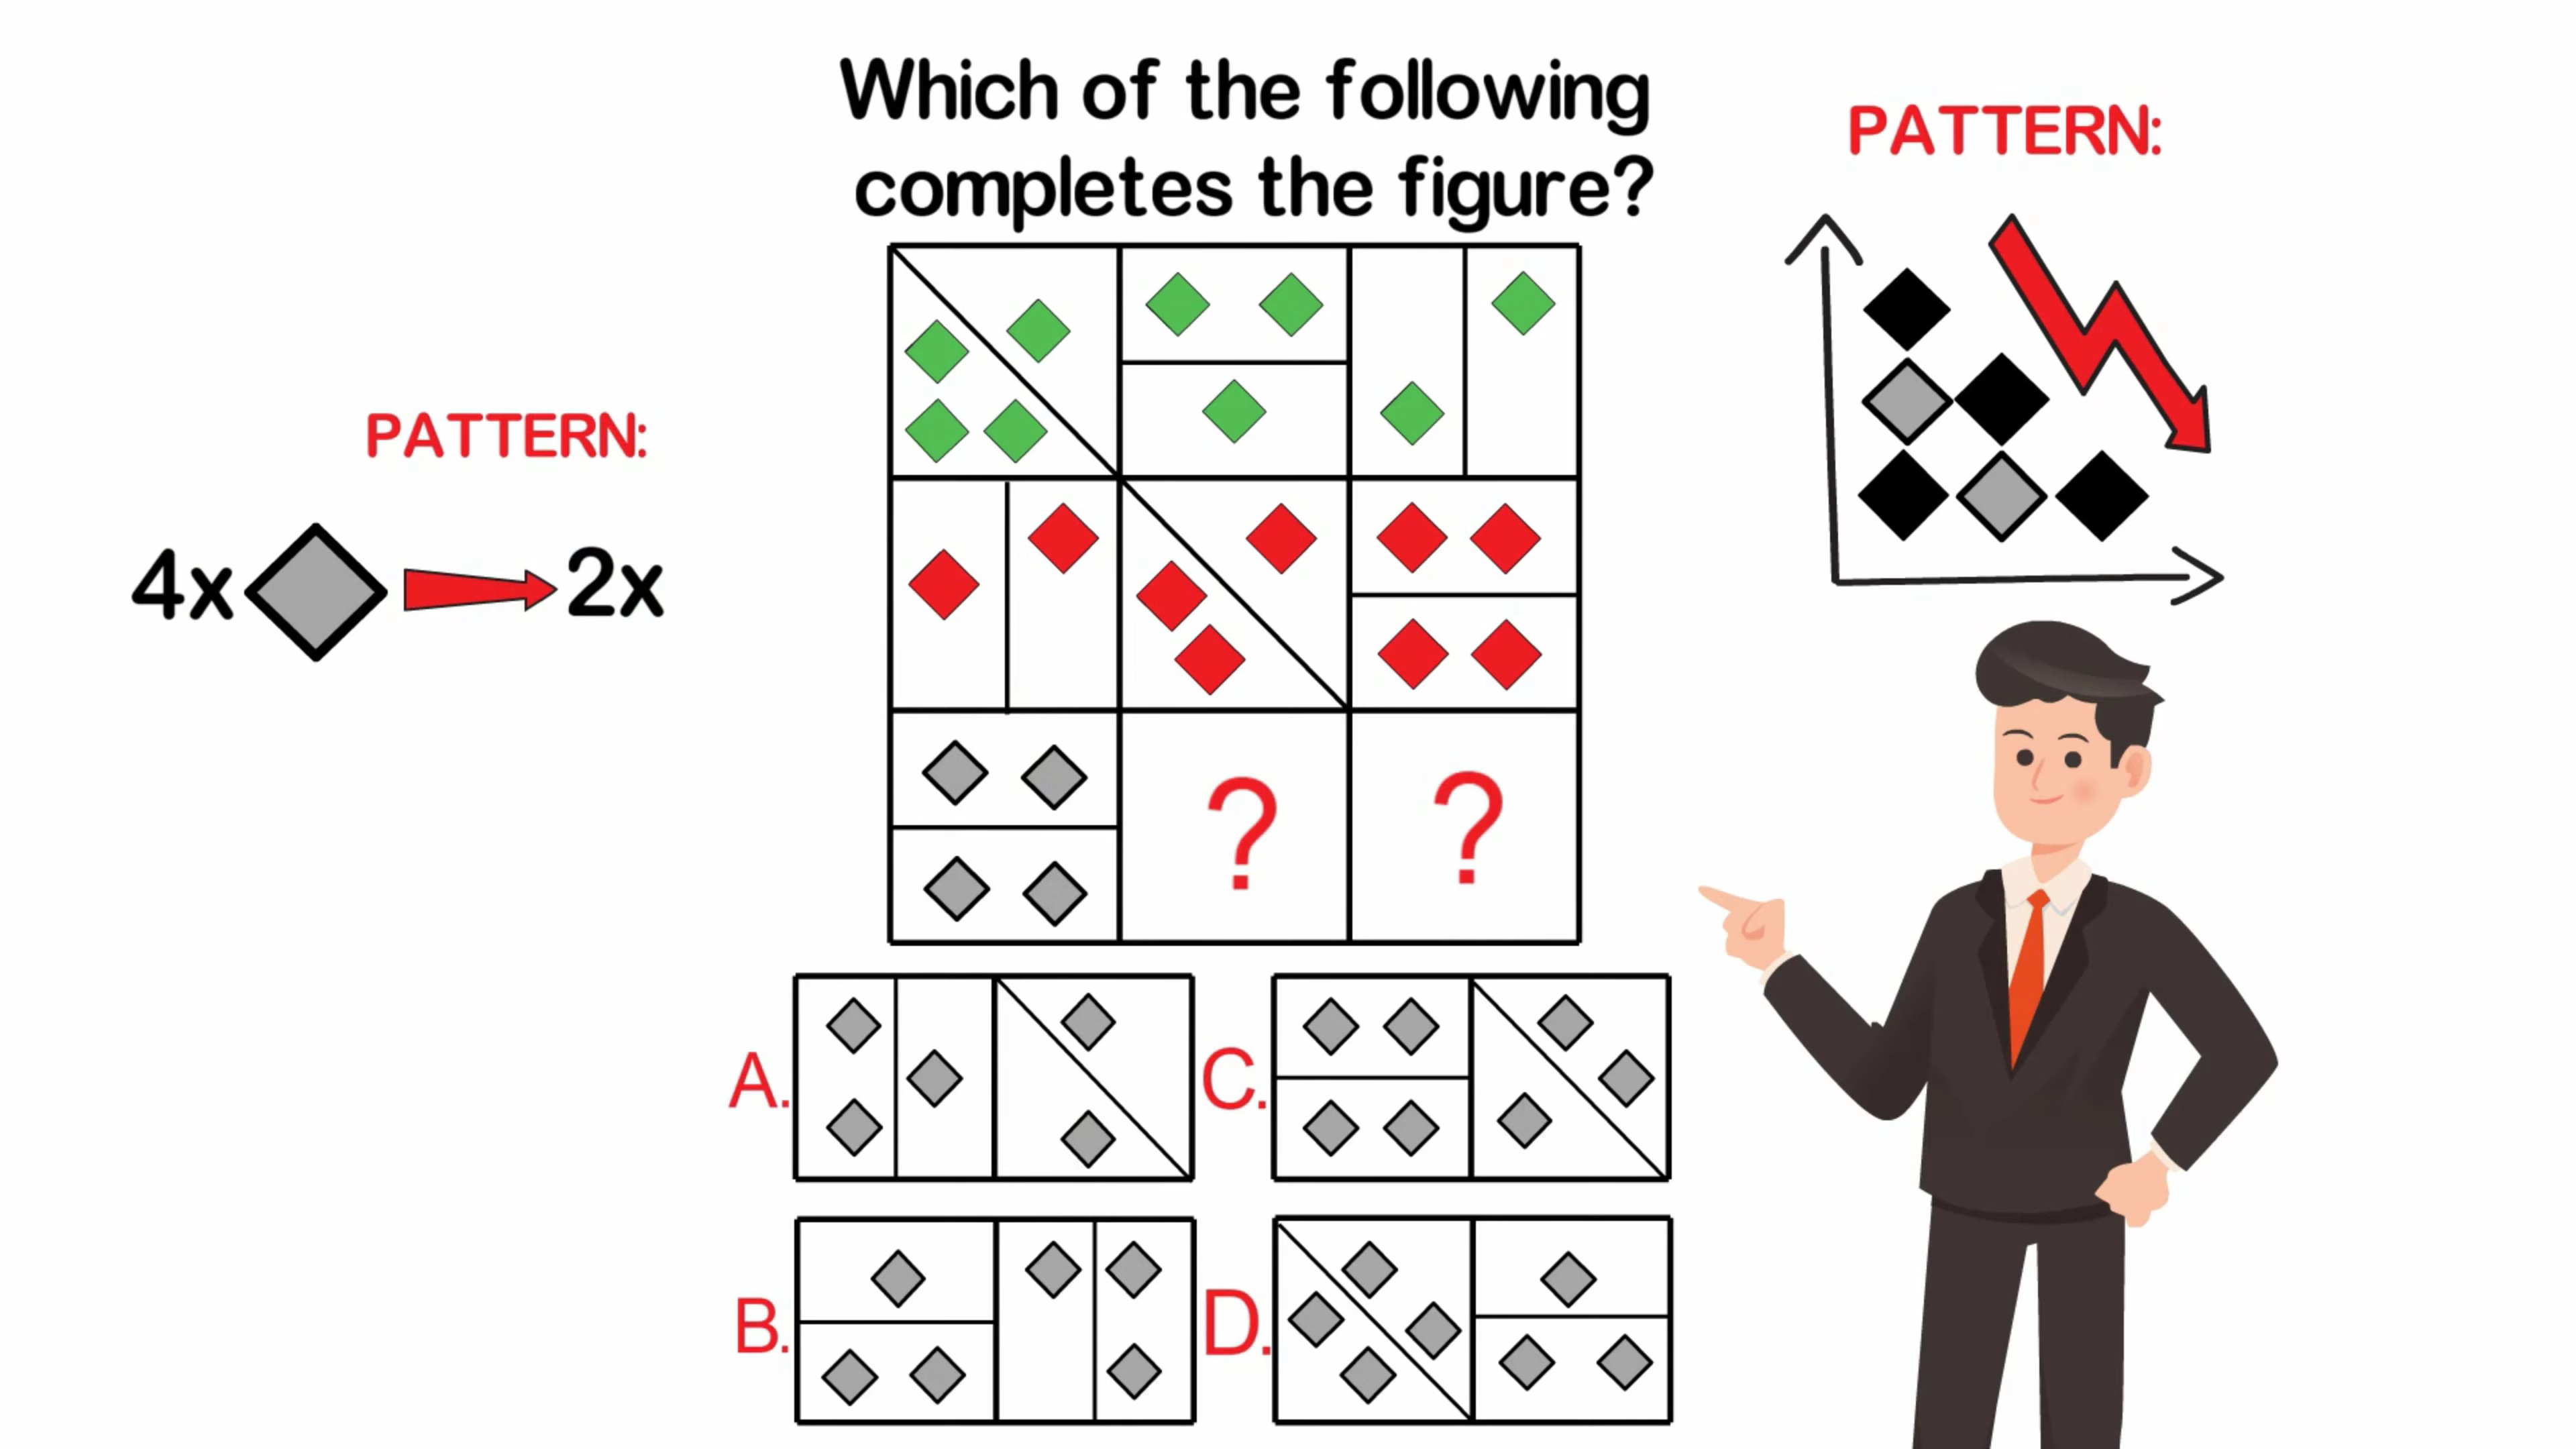 Which of the following
completes the figure?
PATTERN:
PATTERN:
4x 2x
? ?
A.
C.
B.
D.